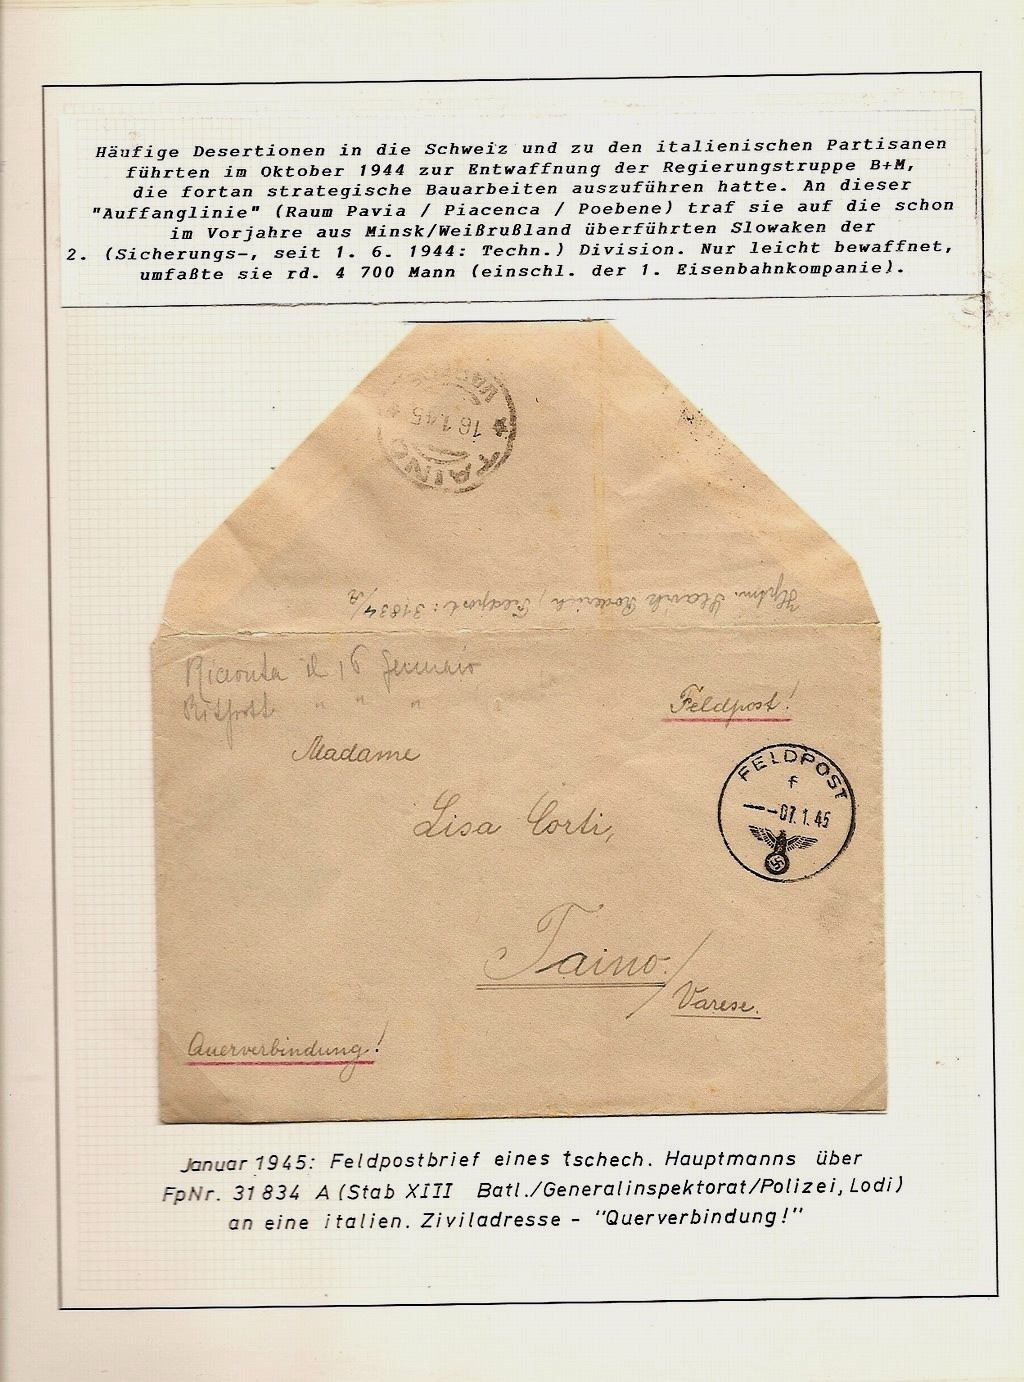 Häufige Desertionen in die Schweiz und zu den italienischen Partisanen
führten im Oktober 1944 zur Entwaffnung der Regierungstruppe B+M,
die fortan strategische Bauarbeiten auszuführen hatte. An dieser
"Auffanglinie" (Raum Pavia / Piacenca / Poebene) traf sie auf die schon
im Vorjahre aus Minsk/Weißrußland überführten Slowaken der
2. (Sicherungs-, seit 1. 6. 1944: Techn.) Division. Nur leicht bewaffnet,
umfaßte sie rd. 4 700 Mann (einschl. der 1. Eisenbahnkompanie).
TAINO
16.1.45
Hptm. Feldpost: 31834/A
il 16 Gennaio
" " "
Feldpost!
Madame
FELDPOST
f
--07.1.45
Lisa Corti,
Taino./
Varese.
Querverbindung!
Januar 1945: Feldpostbrief eines tschech. Hauptmanns über
FpNr. 31834 A (Stab XIII Batl./Generalinspektorat/Polizei, Lodi)
an eine italien. Ziviladresse - "Querverbindung!"